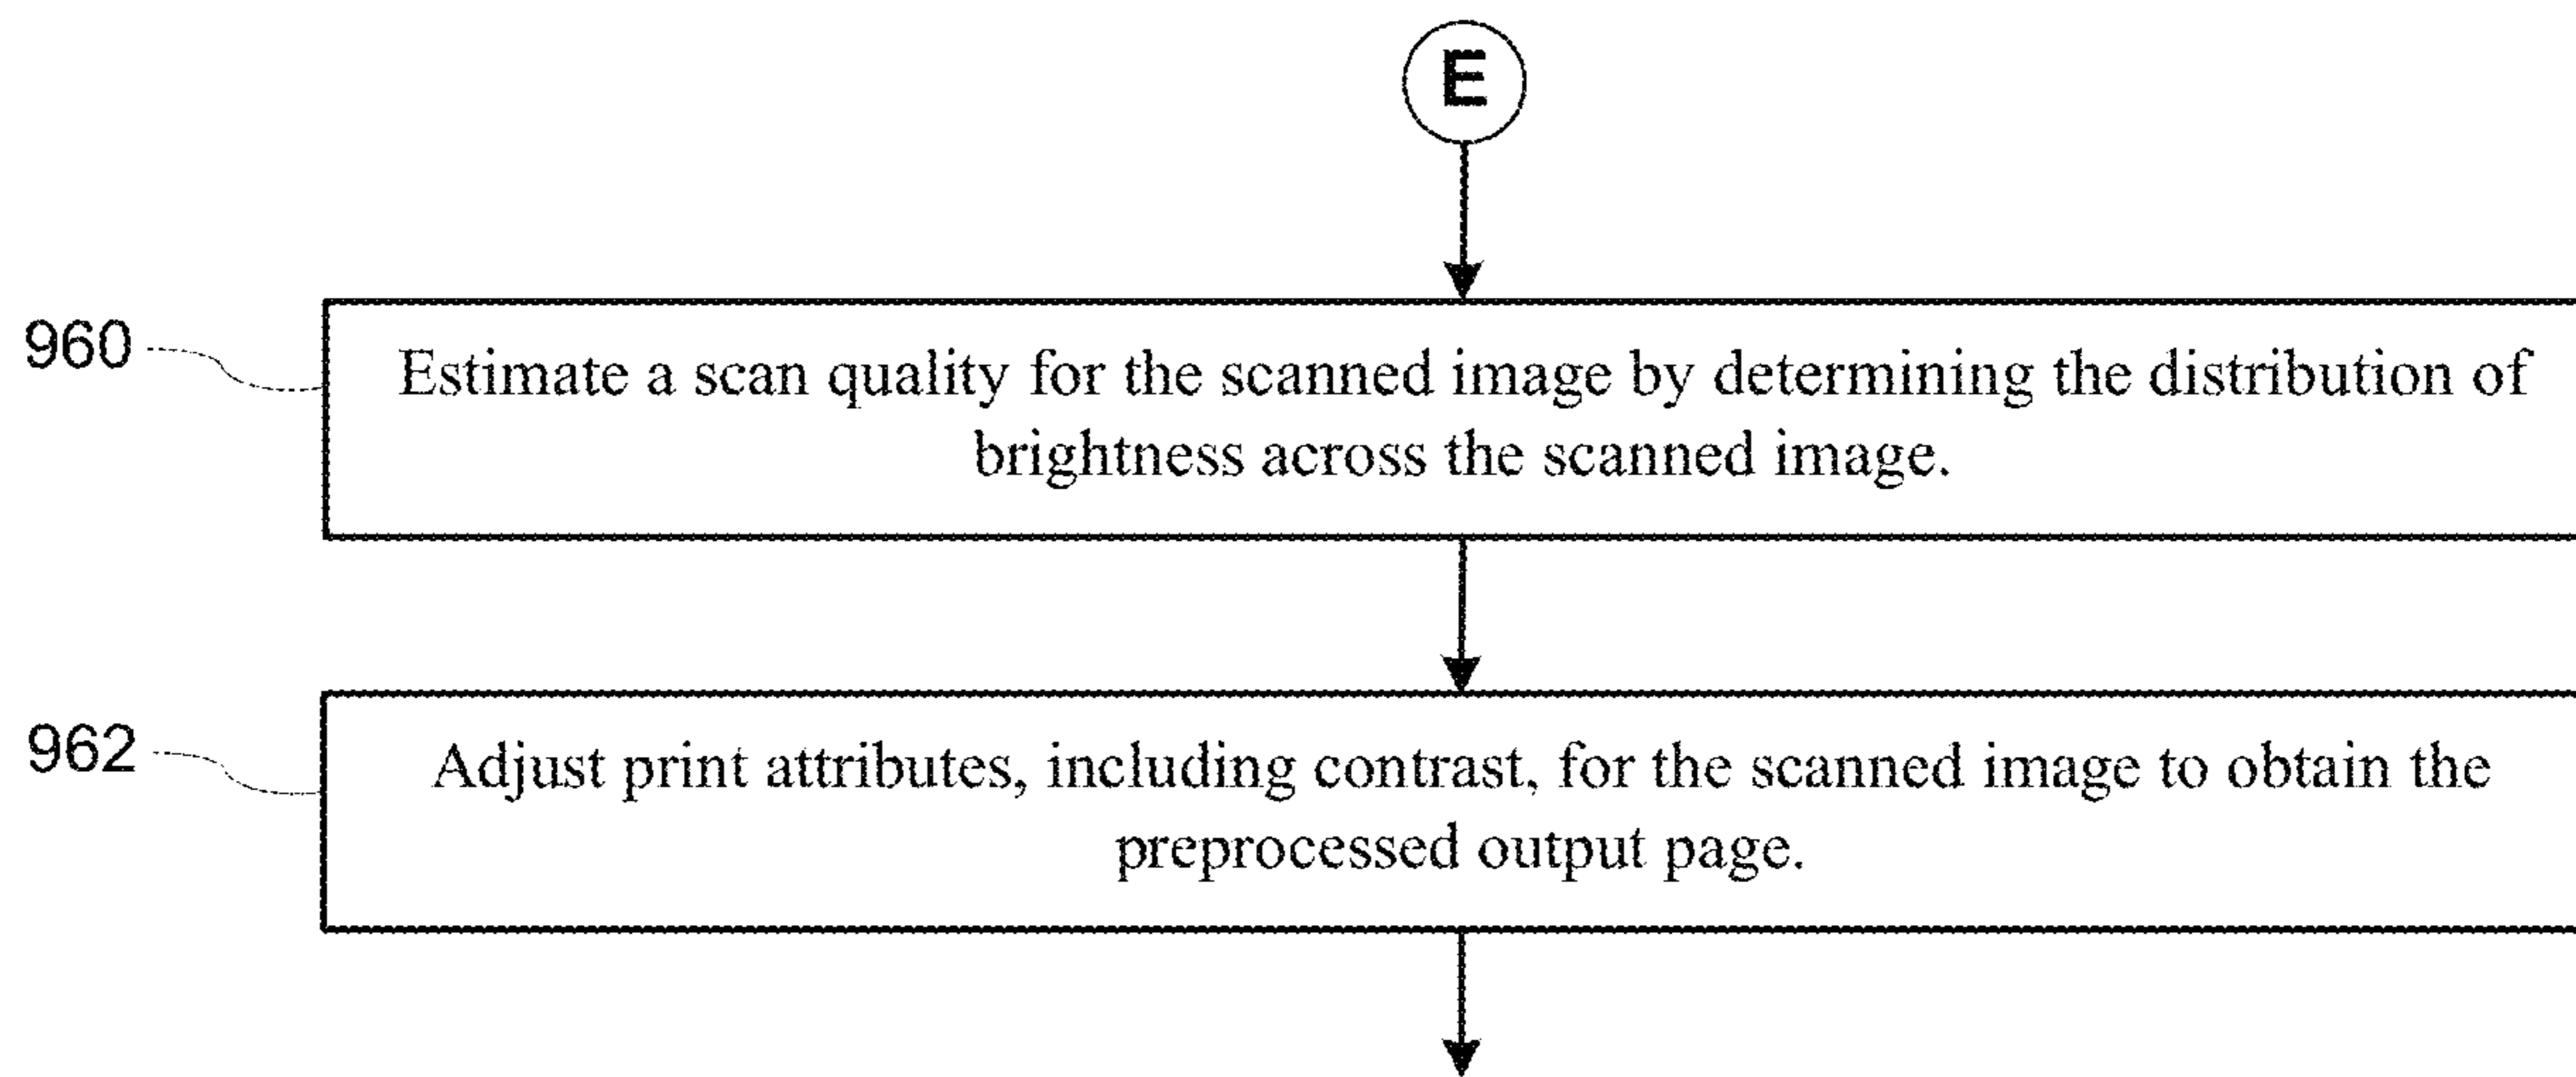 E
960
Estimate a scan quality for the scanned image by determining the distribution of
brightness across the scanned image.
962
Adjust print attributes, including contrast, for the scanned image to obtain the
preprocessed output page.